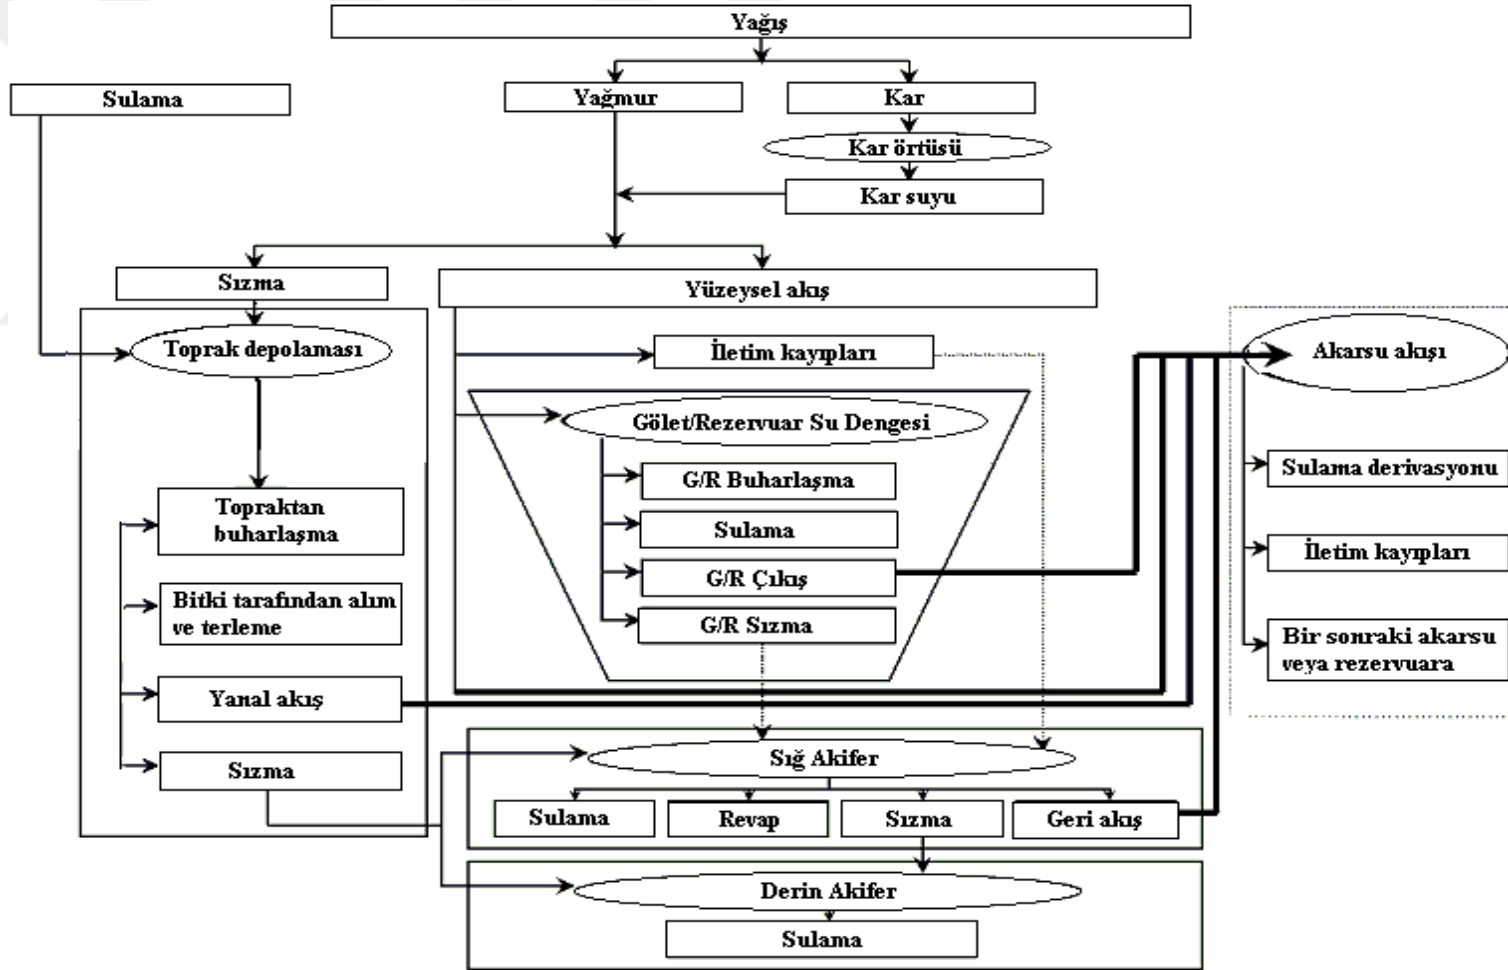 Yağış
Sulama
Yağmur
Kar
Kar örtüsü
Kar suyu
Sızma
Yüzeysel akış
Toprak depolaması
İletim kayıpları
Akarsu akışı
Gölet/Rezervuar Su Dengesi
G/R Buharlaşma
Sulama
G/R Çıkış
G/R Sızma
Topraktan
buharlaşma
Bitki tarafından alım
ve terleme
Yanal akış
Sızma
Sulama derivasyonu
İletim kayıpları
Bir sonraki akarsu
veya rezervuara
Sığ Akifer
Sulama
Revap
Sızma
Geri akış
Derin Akifer
Sulama